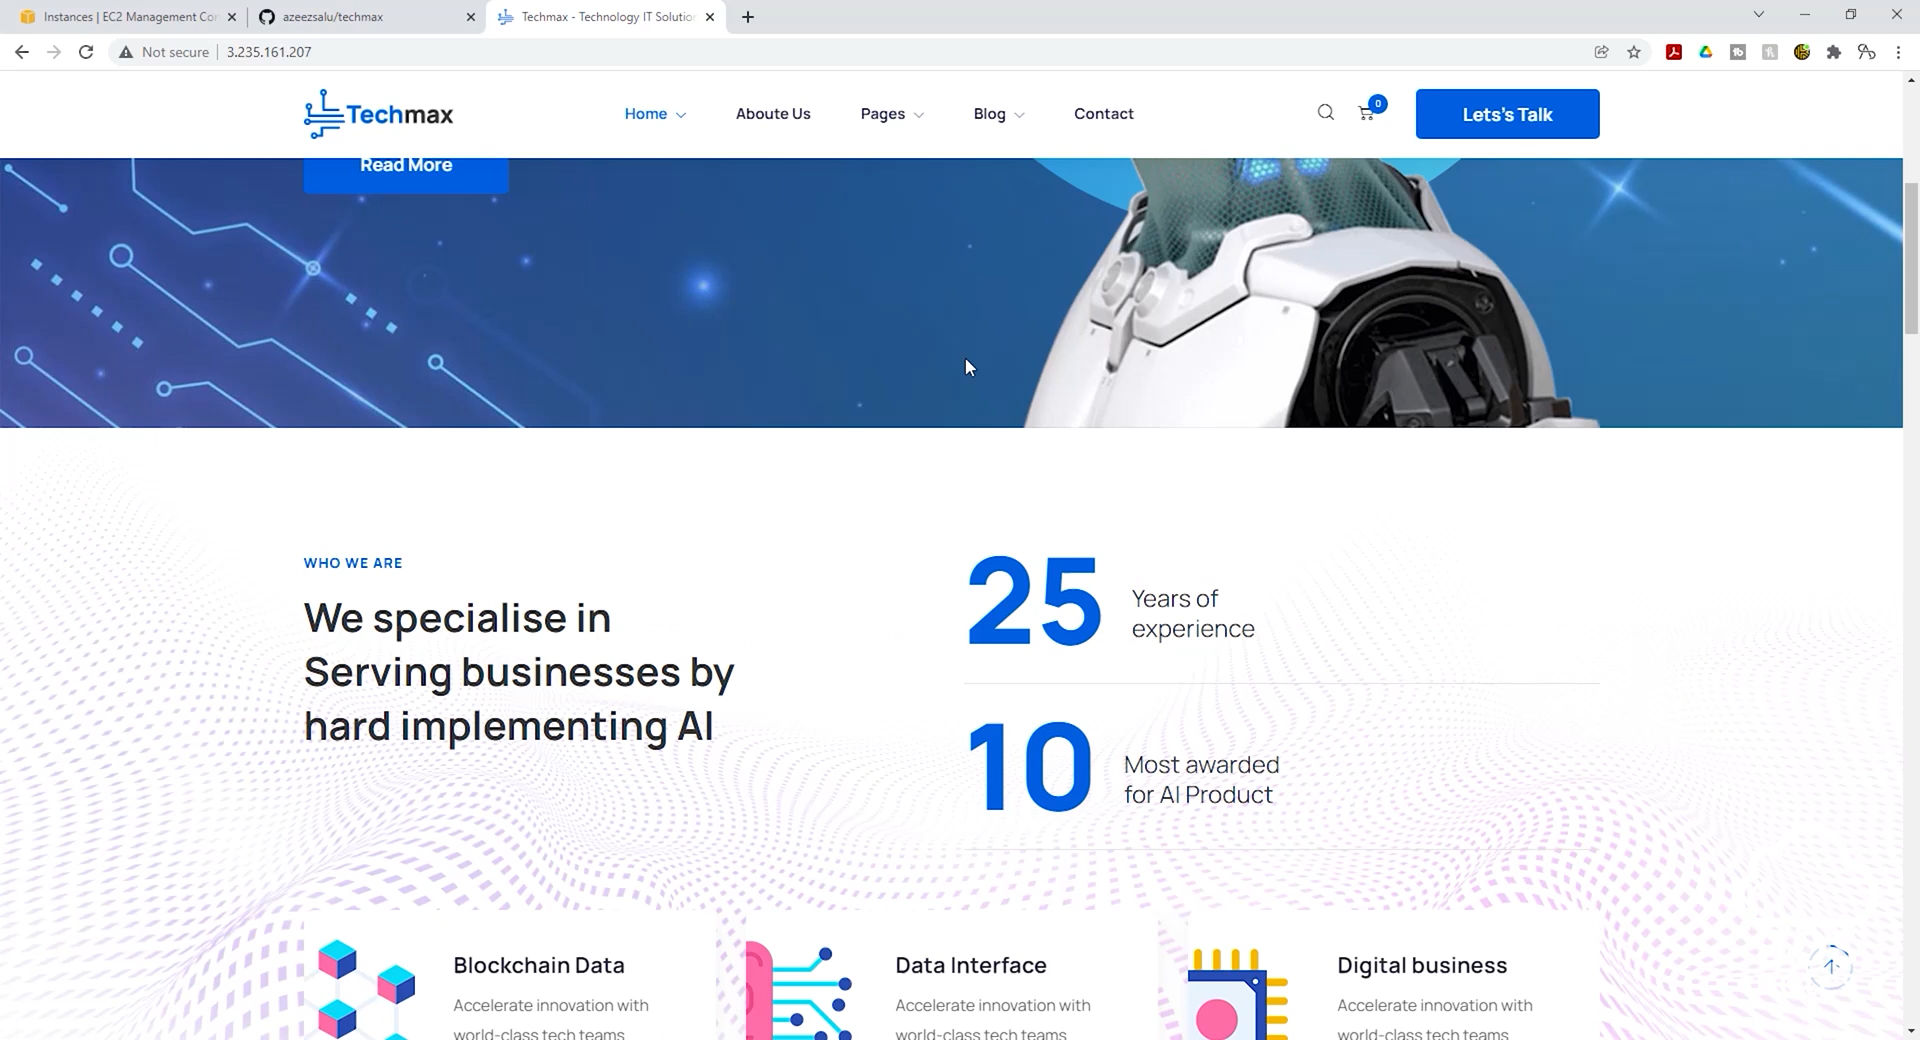 Instances | EC2 Management Con
azeezsalu/techmax
Techmax - Technology IT Solution
Not secure
3.235.161.207
Techmax
Home
Aboute Us
Pages
Blog
Contact
0
Lets's Talk
Read More
WHO WE ARE
We specialise in
Serving businesses by
hard implementing AI
25
Years of
experience
10
Most awarded
for AI Product
Blockchain Data
Accelerate innovation with
world-class tech teams
Data Interface
Accelerate innovation with
world-class tech teams
Digital business
Accelerate innovation with
world-class tech teams